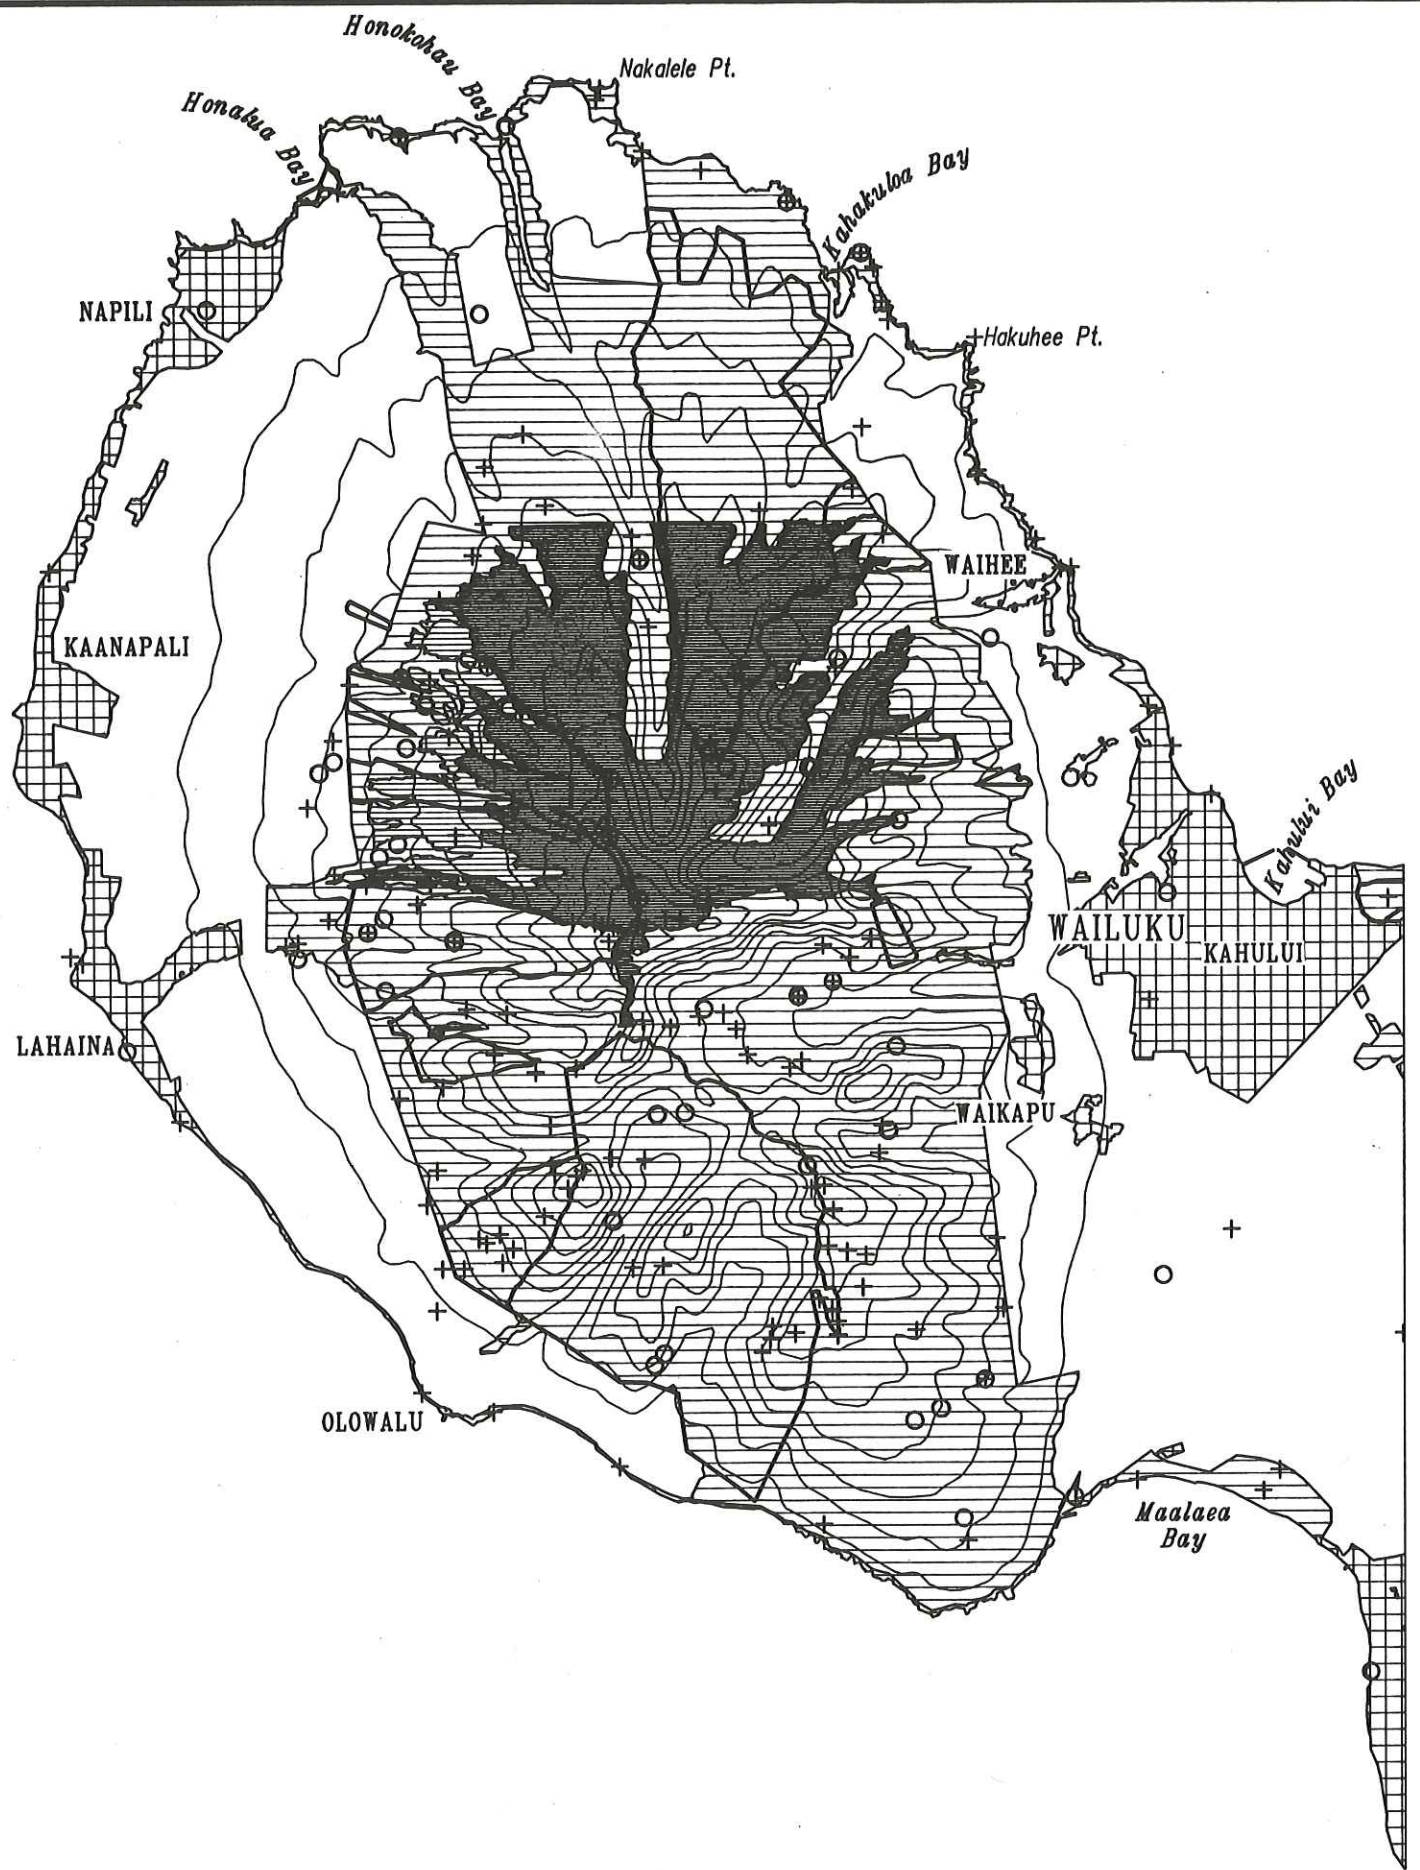 Honokohau Bay
Nakalele Pt.
Honalua Bay
Kahakuloa Bay
NAPILI
Hakuhee Pt.
WAIHEE
KAANAPALI
Kahului Bay
WAILUKU
KAHULUI
LAHAINA
WAIKAPU
OLOWALU
Maalaea
Bay